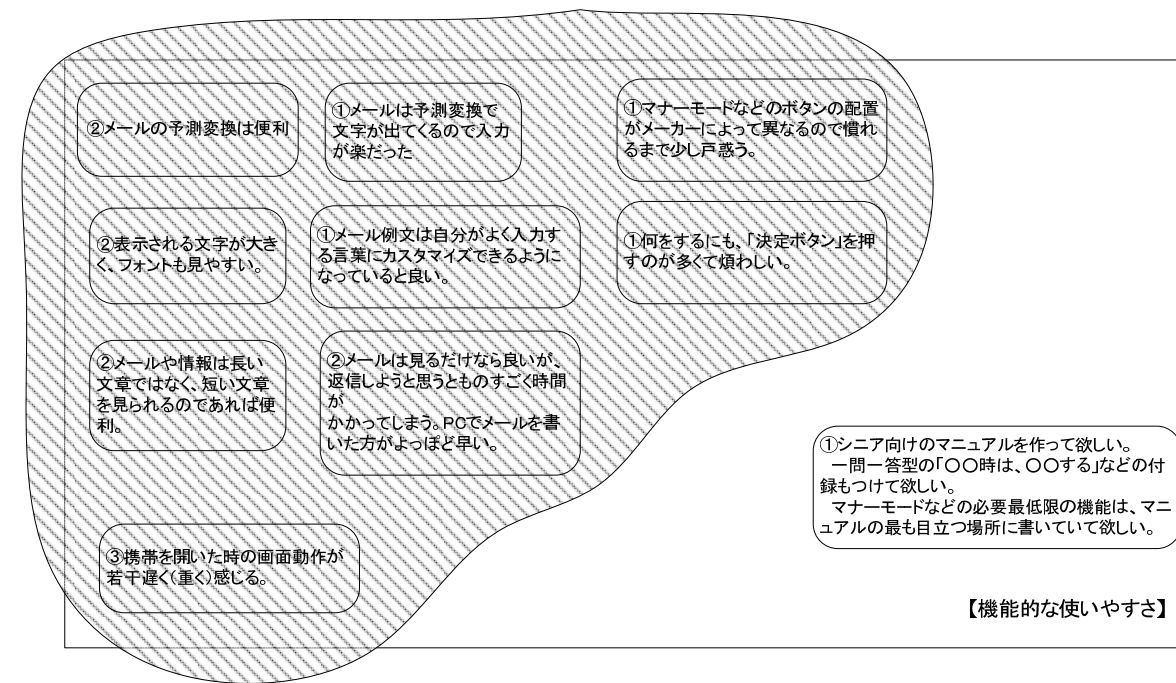 ②メールの予測変換は便利
①メールは予測変換で
文字が出てくるので入力
が楽だった
①マナーモードなどのボタンの配置
がメーカーによって異なるので慣れ
るまで少し戸惑う。
②表示される文字が大き
く、フォントも見やすい。
①メール例文は自分がよく入力す
る言葉にカスタマイズできるように
なっていると良い。
①何をするにも、「決定ボタン」を押
すのが多くて煩わしい。
②メールや情報は長い
文章ではなく、短い文章
を見られるのであれば便
利。
②メールは見るだけなら良いが、
返信しようと思うとものすごく時間
が
かかってしまう。PCでメールを書
いた方がよっぽど早い。
①シニア向けのマニュアルを作って欲しい。
一問一答型の「〇〇時は、〇〇する」などの付
録もつけて欲しい。
マナーモードなどの必要最低限の機能は、マニ
ュアルの最も目立つ場所に書いていて欲しい。
③携帯を開いた時の画面動作が
若干遅く(重く)感じる。
【機能的な使いやすさ】